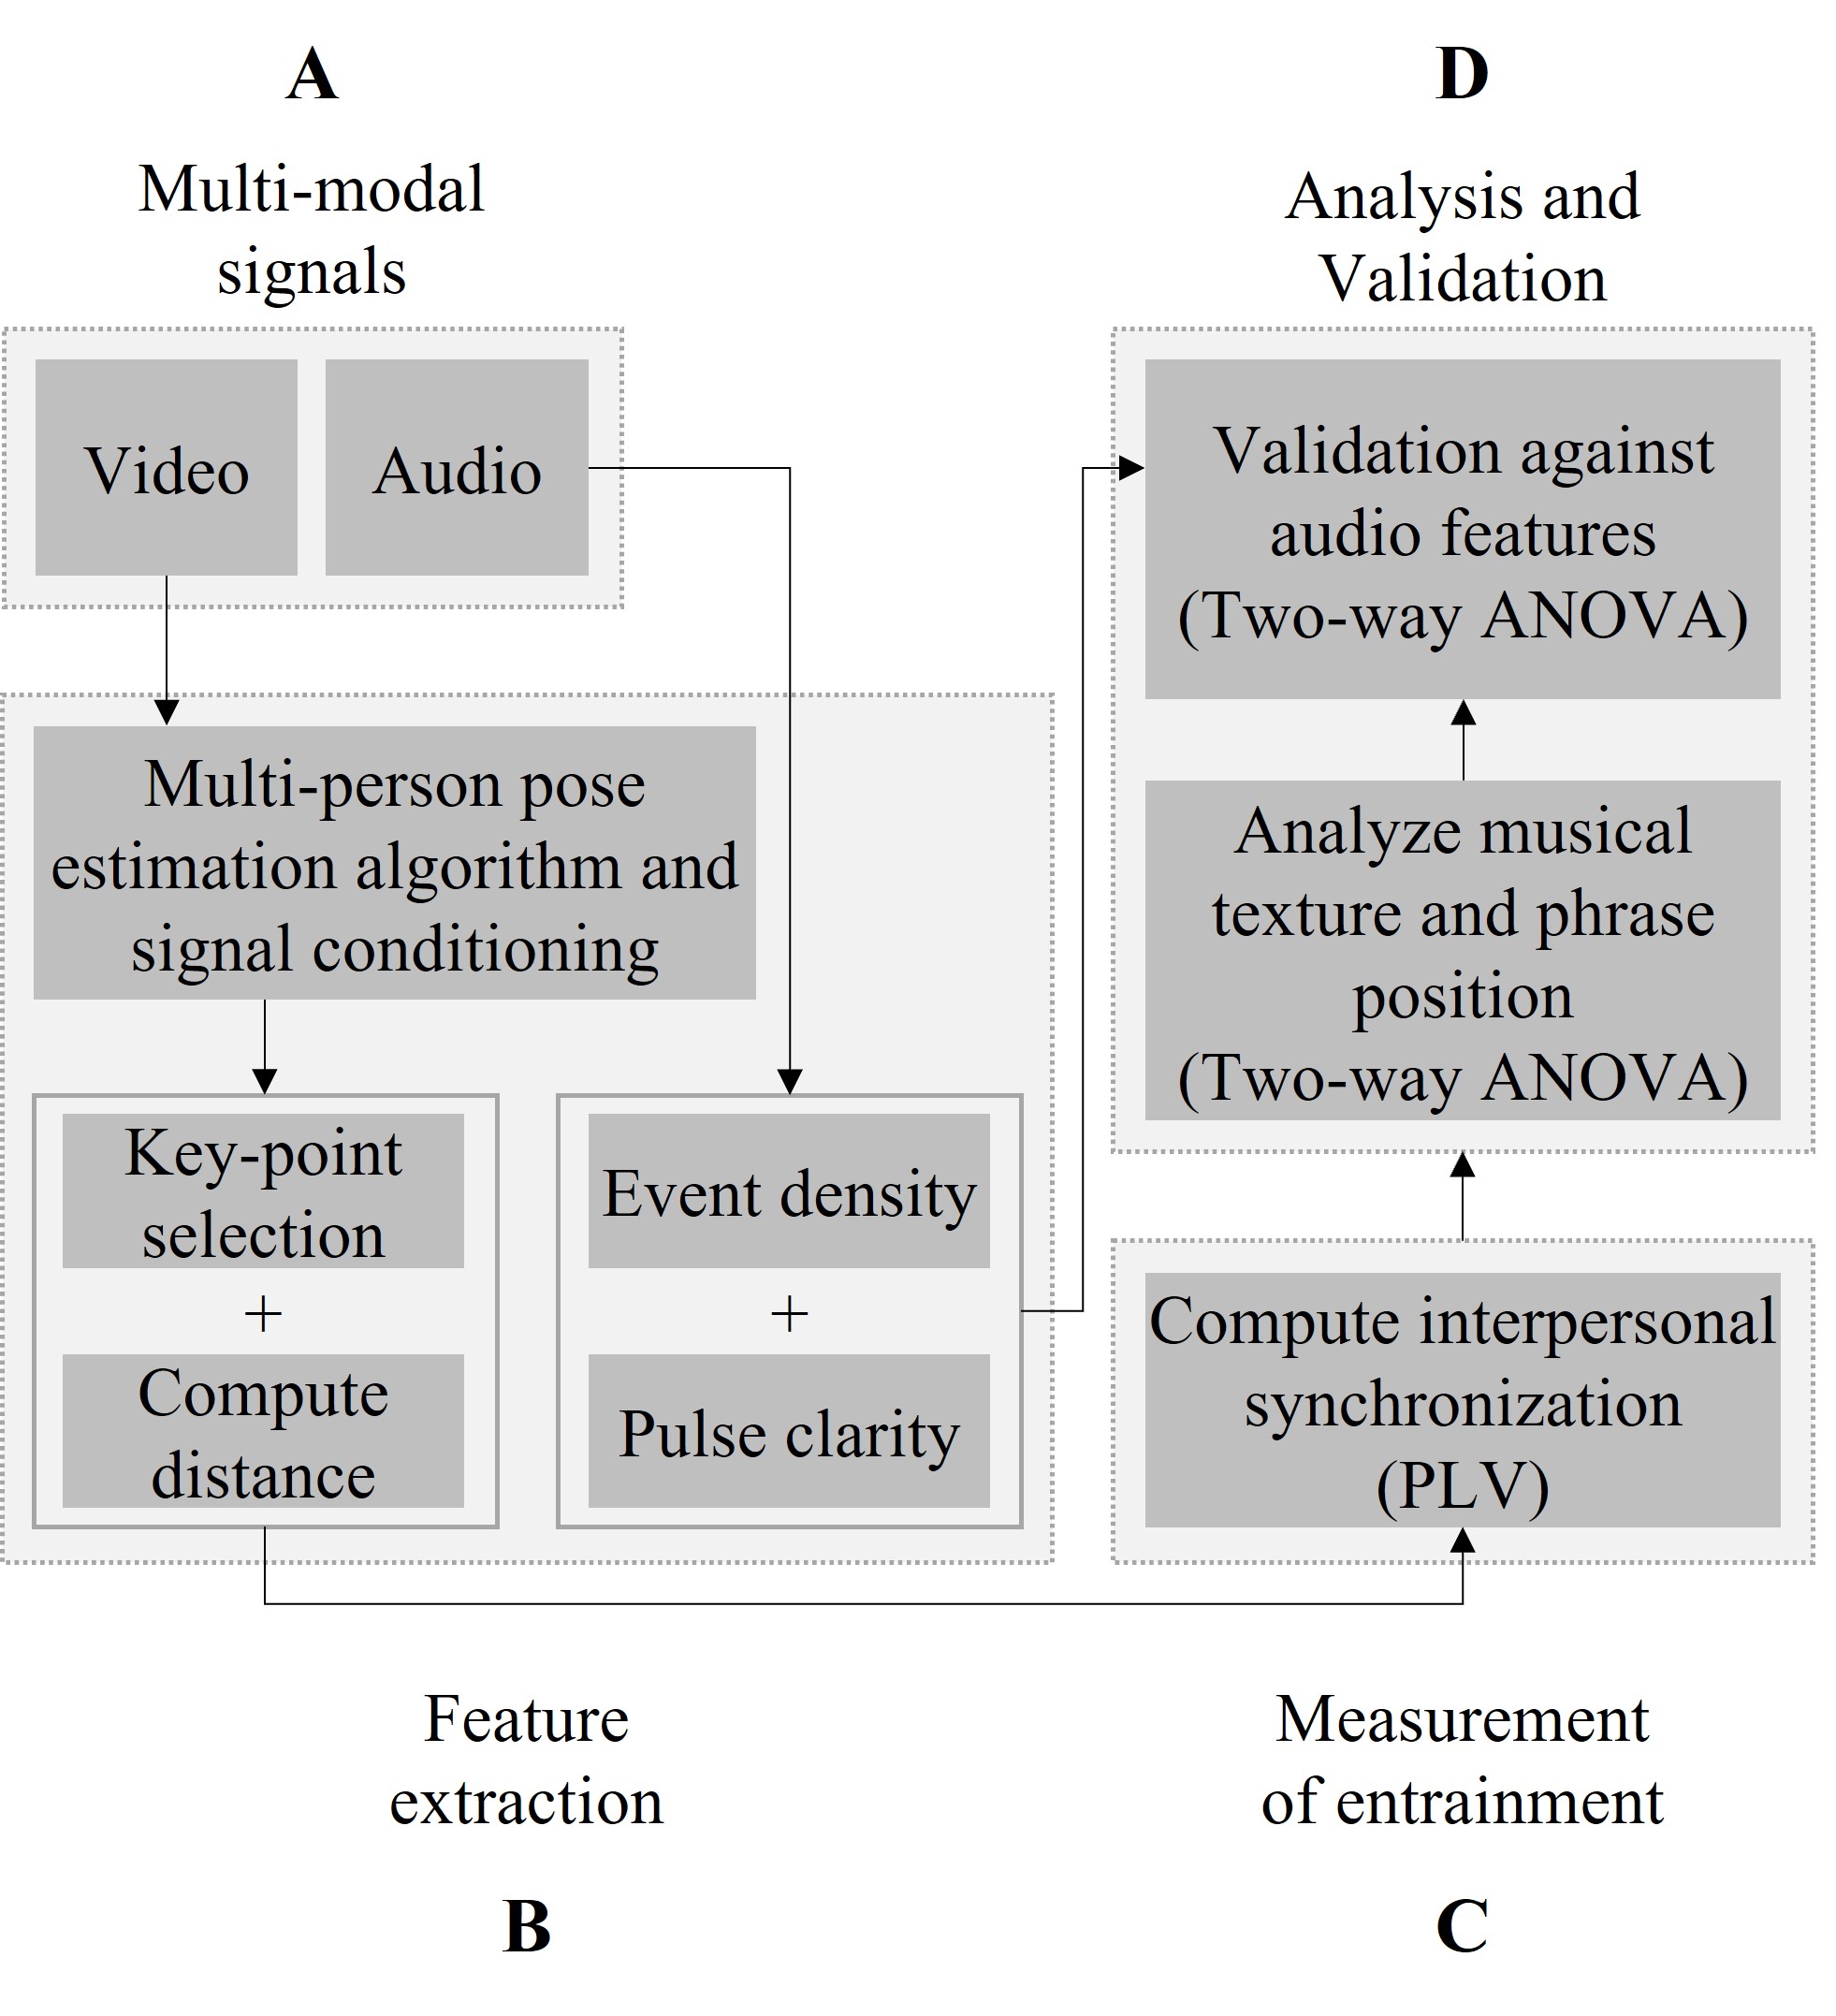 A
Multi-modal
signals
Video
Audio
Multi-person pose
estimation algorithm and
signal conditioning
Key-point
selection
+
Compute
distance
Event density
+
Pulse clarity
Feature
extraction
B
D
Analysis and
Validation
Validation against
audio features
(Two-way ANOVA)
Analyze musical
texture and phrase
position
(Two-way ANOVA)
Compute interpersonal
synchronization
(PLV)
Measurement
of entrainment
C